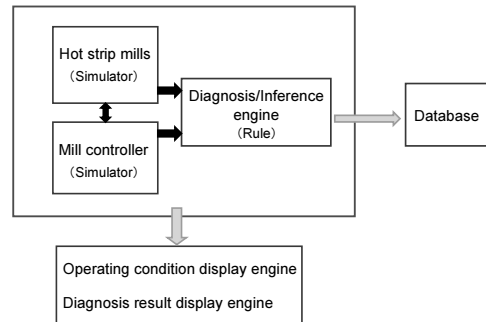 Hot strip mills
（Simulator）
Mill controller
（Simulator）
Diagnosis/Inference
engine
（Rule）
Database
Operating condition display engine
Diagnosis result display engine